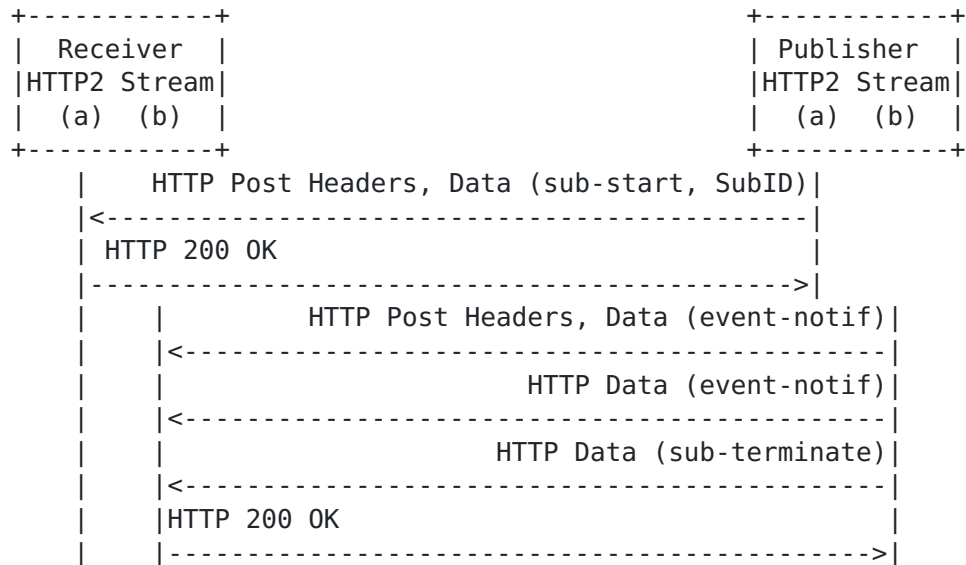 +------------+                                  +------------+
|  Receiver  |                                  | Publisher  |
|HTTP2 Stream|                                  |HTTP2 Stream|
|  (a)  (b)  |                                  |  (a)  (b)  |
+------------+                                  +------------+
    |    HTTP Post Headers, Data (sub-start, SubID)|
    |<---------------------------------------------|
    | HTTP 200 OK                                  |
    |--------------------------------------------->|
    |    |         HTTP Post Headers, Data (event-notif)|
    |    |<---------------------------------------------|
    |    |                       HTTP Data (event-notif)|
    |    |<---------------------------------------------|
    |    |                     HTTP Data (sub-terminate)|
    |    |<---------------------------------------------|
    |    |HTTP 200 OK                                   |
    |    |--------------------------------------------->|